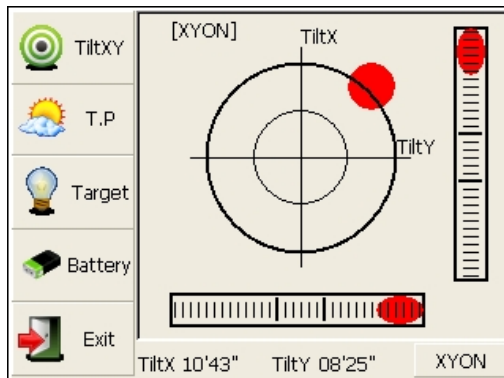 TiltXY
T.P
Target
Battery
Exit
[XYON]
TiltX
TiltY
TiltX 10'43"
TiltY 08'25"
XYON